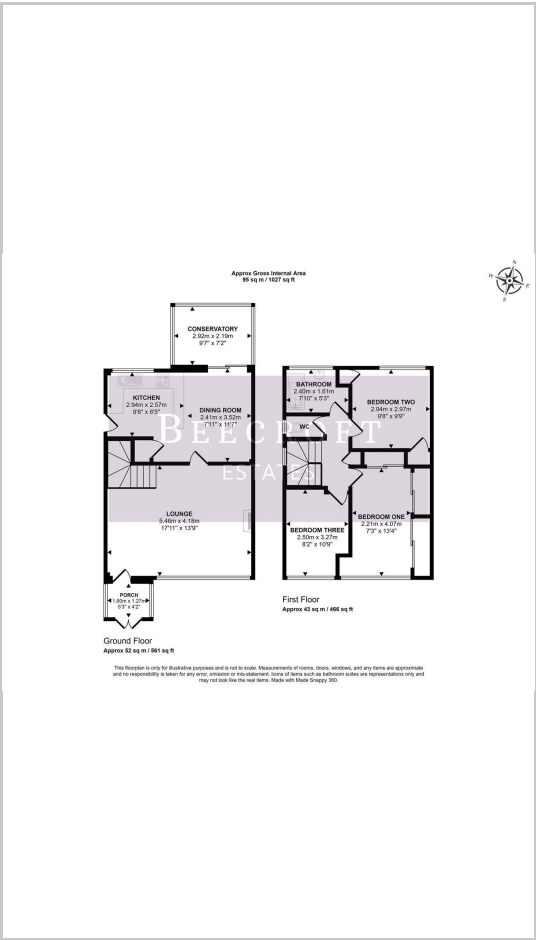 Approx Gross Internal Area
95 sq m / 1027 sq ft
N
W
E
S
CONSERVATORY
2.92m x 2.19m
9'7" x 7'2"
KITCHEN
2.94m x 2.57m
9'8" x 8'5"
DINING ROOM
2.41m x 3.52m
7'11" x 11'7"
BATHROOM
2.40m x 1.61m
7'10" x 5'3"
BEDROOM TWO
2.94m x 2.97m
9'8" x 9'9"
WC
BEECROFT
ESTATES
LOUNGE
5.46m x 4.18m
17'11" x 13'9"
BEDROOM THREE
2.50m x 3.27m
8'2" x 10'9"
BEDROOM ONE
2.21m x 4.07m
7'3" x 13'4"
PORCH
1.60m x 1.27m
5'3" x 4'2"
Ground Floor
Approx 52 sq m / 561 sq ft
First Floor
Approx 43 sq m / 466 sq ft
This floorplan is only for illustrative purposes and is not to scale. Measurements of rooms, doors, windows, and any items are approximate
and no responsibility is taken for any error, omission or mis-statement. Icons of items such as bathroom suites are representations only and
may not look like the real items. Made with Made Snappy 360.